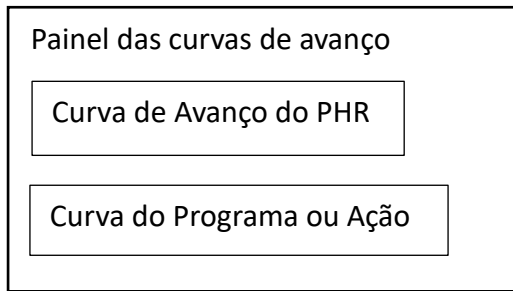 Painel das curvas de avanço
Curva de Avanço do PHR
Curva do Programa ou Ação